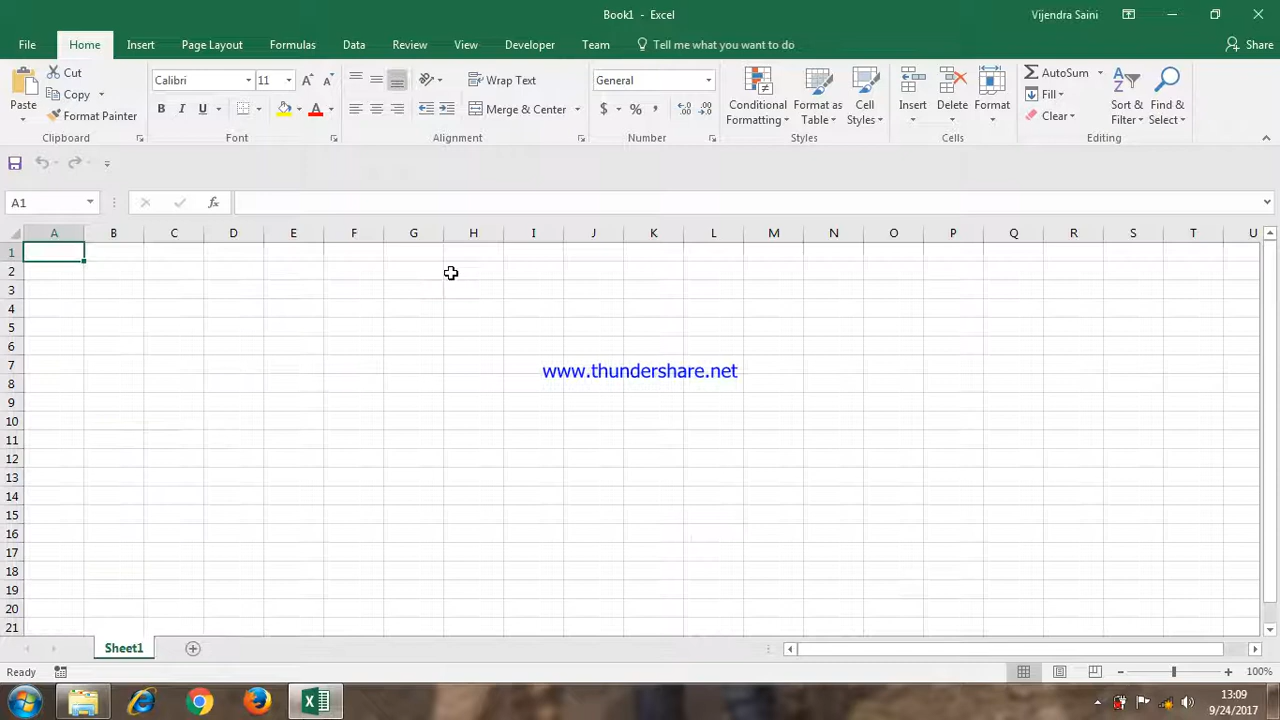 Book1 - Excel
Vijendra Saini
File Home Insert Page Layout Formulas Data Review View Developer Team Tell me what you want to do Share
Paste
Cut
Copy
Format Painter
Clipboard
Calibri 11
B I U A
Font
Wrap Text
Merge & Center
Alignment
General
$ % ,
Number
Conditional Formatting
Format as Table
Cell Styles
Styles
Insert Delete Format
Cells
AutoSum
Fill
Clear
Sort & Filter
Find & Select
Editing
A1
fx
A B C D E F G H I J K L M N O P Q R S T U
1
2
3
4
5
6
7
www.thundershare.net
8
9
10
11
12
13
14
15
16
17
18
19
20
21
Sheet1
Ready
100%
13:09
9/24/2017